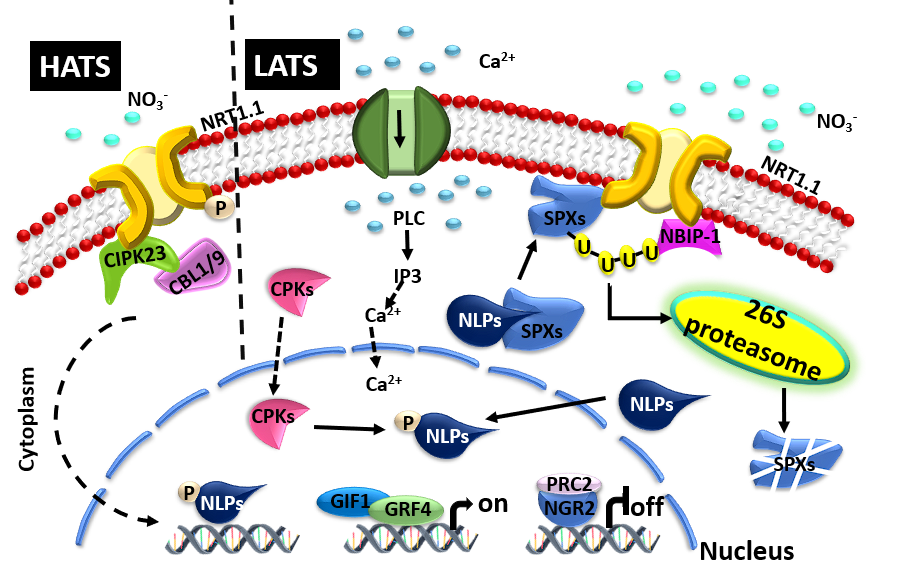 HATS
LATS
Ca2+
NO3-
NRT1.1
NO3-
NRT1.1
P
PLC
SPXs
NBIP-1
U U U U
CIPK23
CBL1/9
IP3
CPKs
Ca2+
NLPs
SPXs
26S
proteasome
Ca2+
Cytoplasm
CPKs
P
NLPs
NLPs
SPXs
P
NLPs
GIF1
GRF4
on
PRC2
NGR2
off
Nucleus